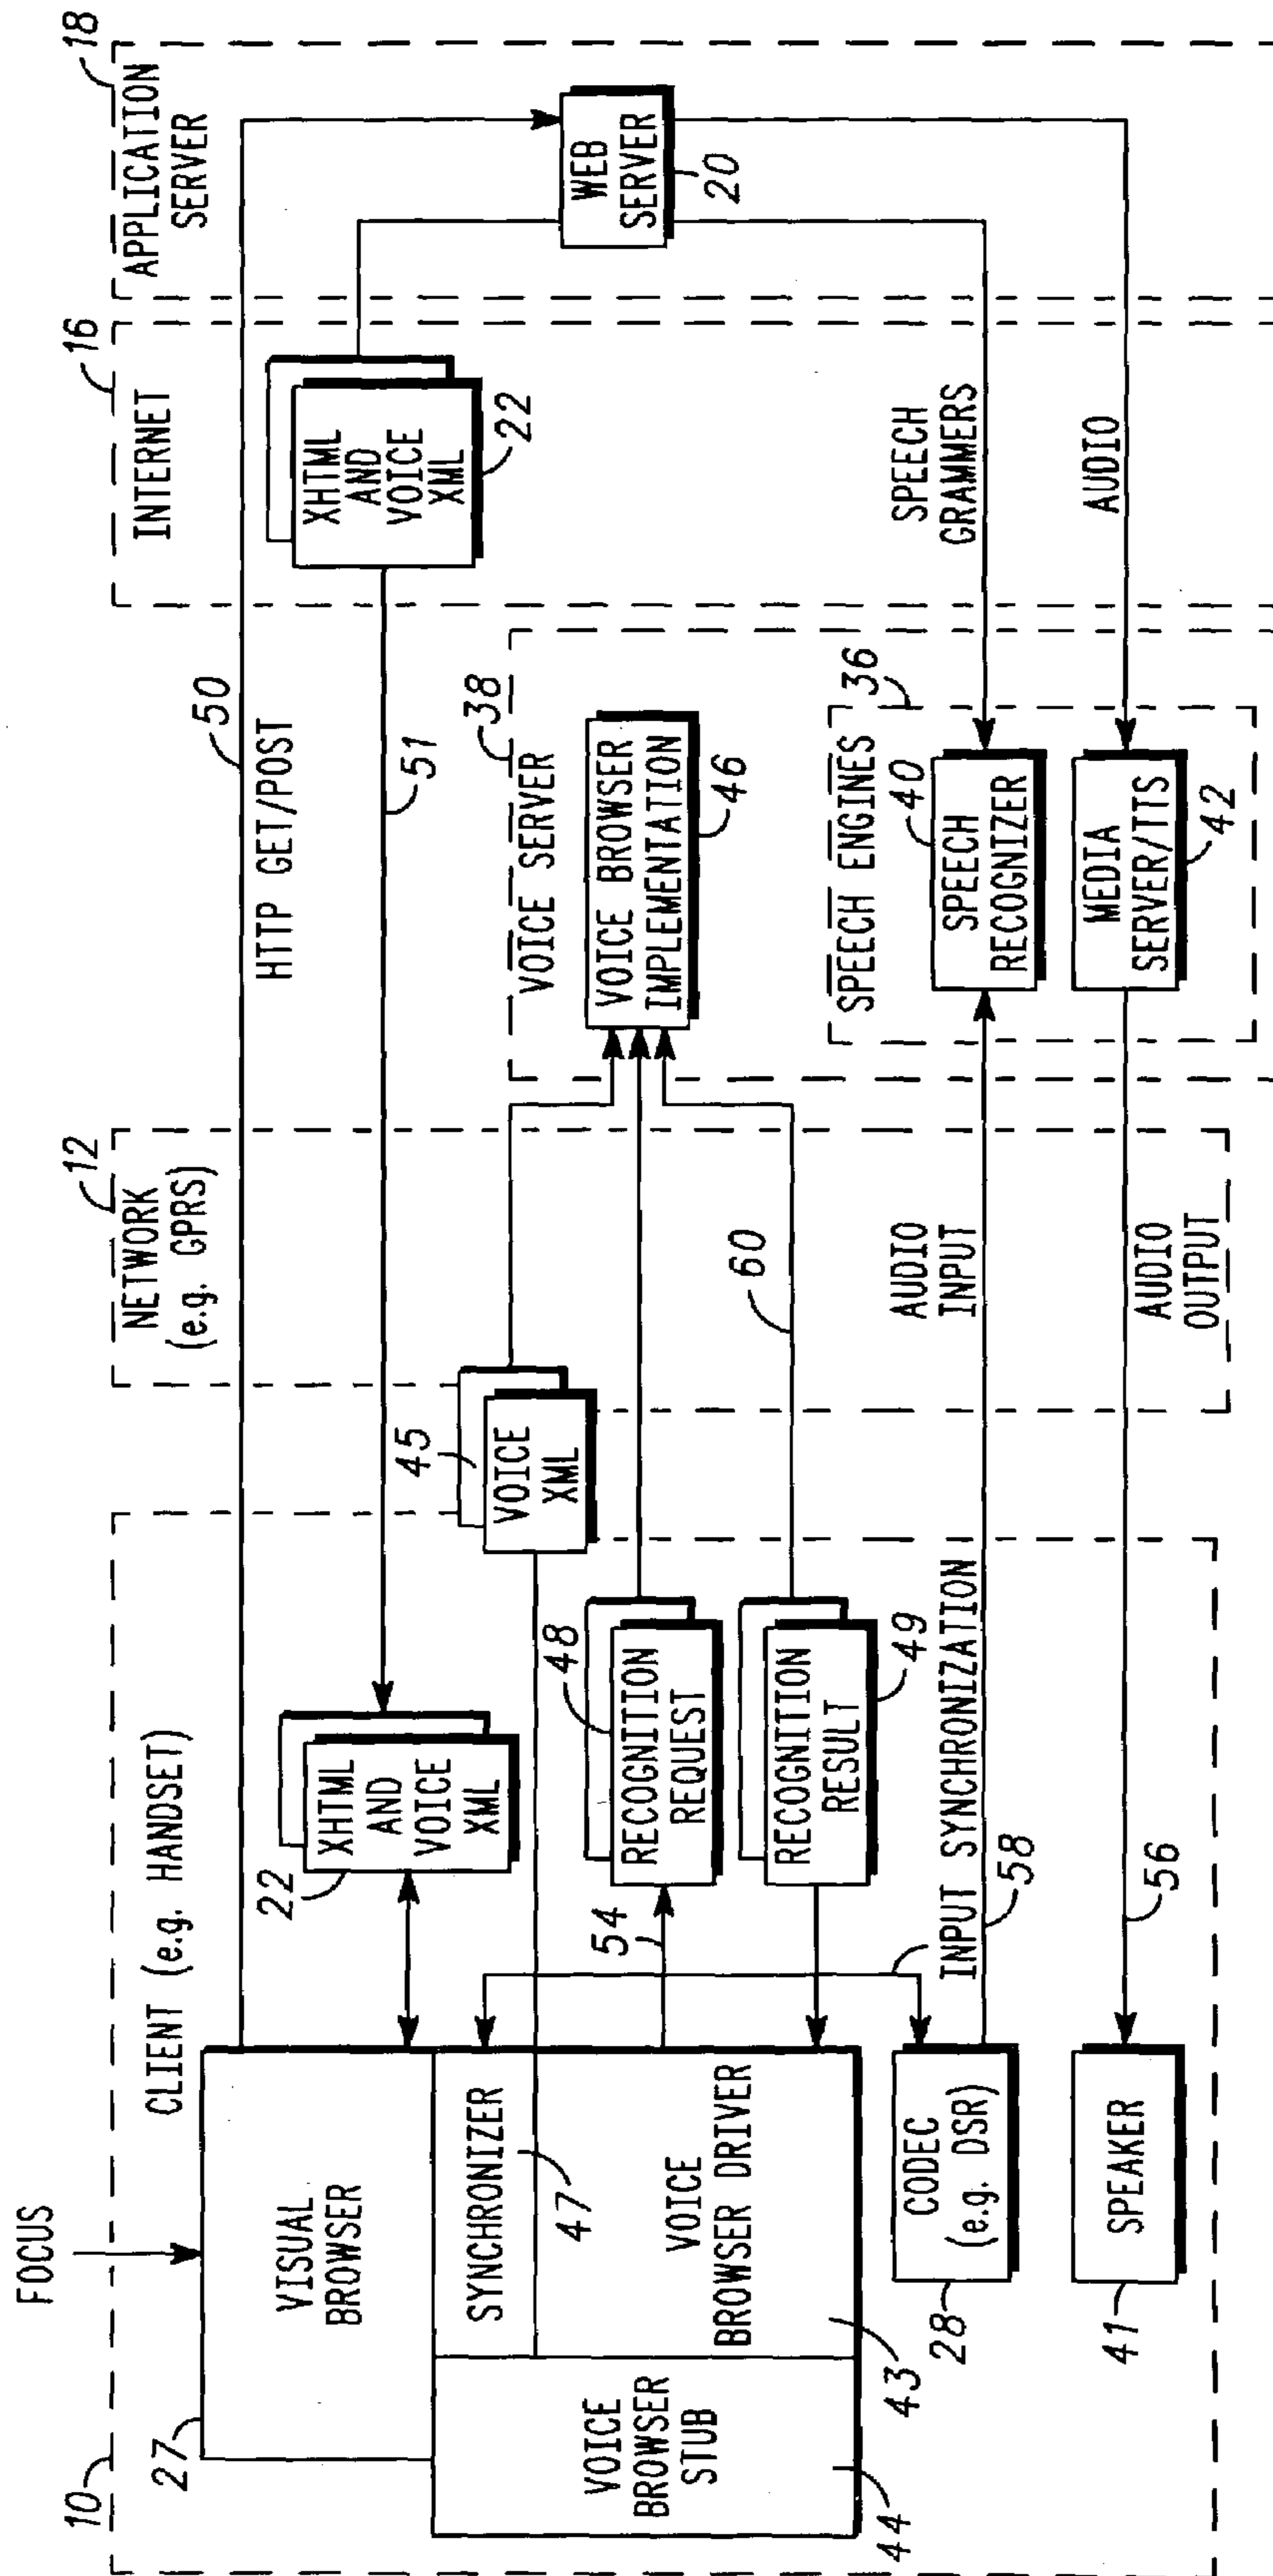 FOCUS
10
CLIENT (e.g. HANDSET)
27
VISUAL
BROWSER
SYNCHRONIZER
47
VOICE
BROWSER DRIVER
43
VOICE
BROWSER
STUB
44
CODEC
(e.g. DSR)
28
SPEAKER
41
22
XHTML
AND
VOICE
XML
54
48
RECOGNITION
REQUEST
RECOGNITION
RESULT
49
INPUT SYNCHRONIZATION
58
56
45
VOICE
XML
12
NETWORK
(e.g. GPRS)
60
AUDIO
INPUT
AUDIO
OUTPUT
50
HTTP GET/POST
51
38
VOICE SERVER
VOICE BROWSER
IMPLEMENTATION
46
36
SPEECH ENGINES
40
SPEECH
RECOGNIZER
MEDIA
SERVER/TTS
42
16
INTERNET
XHTML
AND
VOICE
XML
22
SPEECH
GRAMMERS
AUDIO
18
APPLICATION
SERVER
WEB
SERVER
20